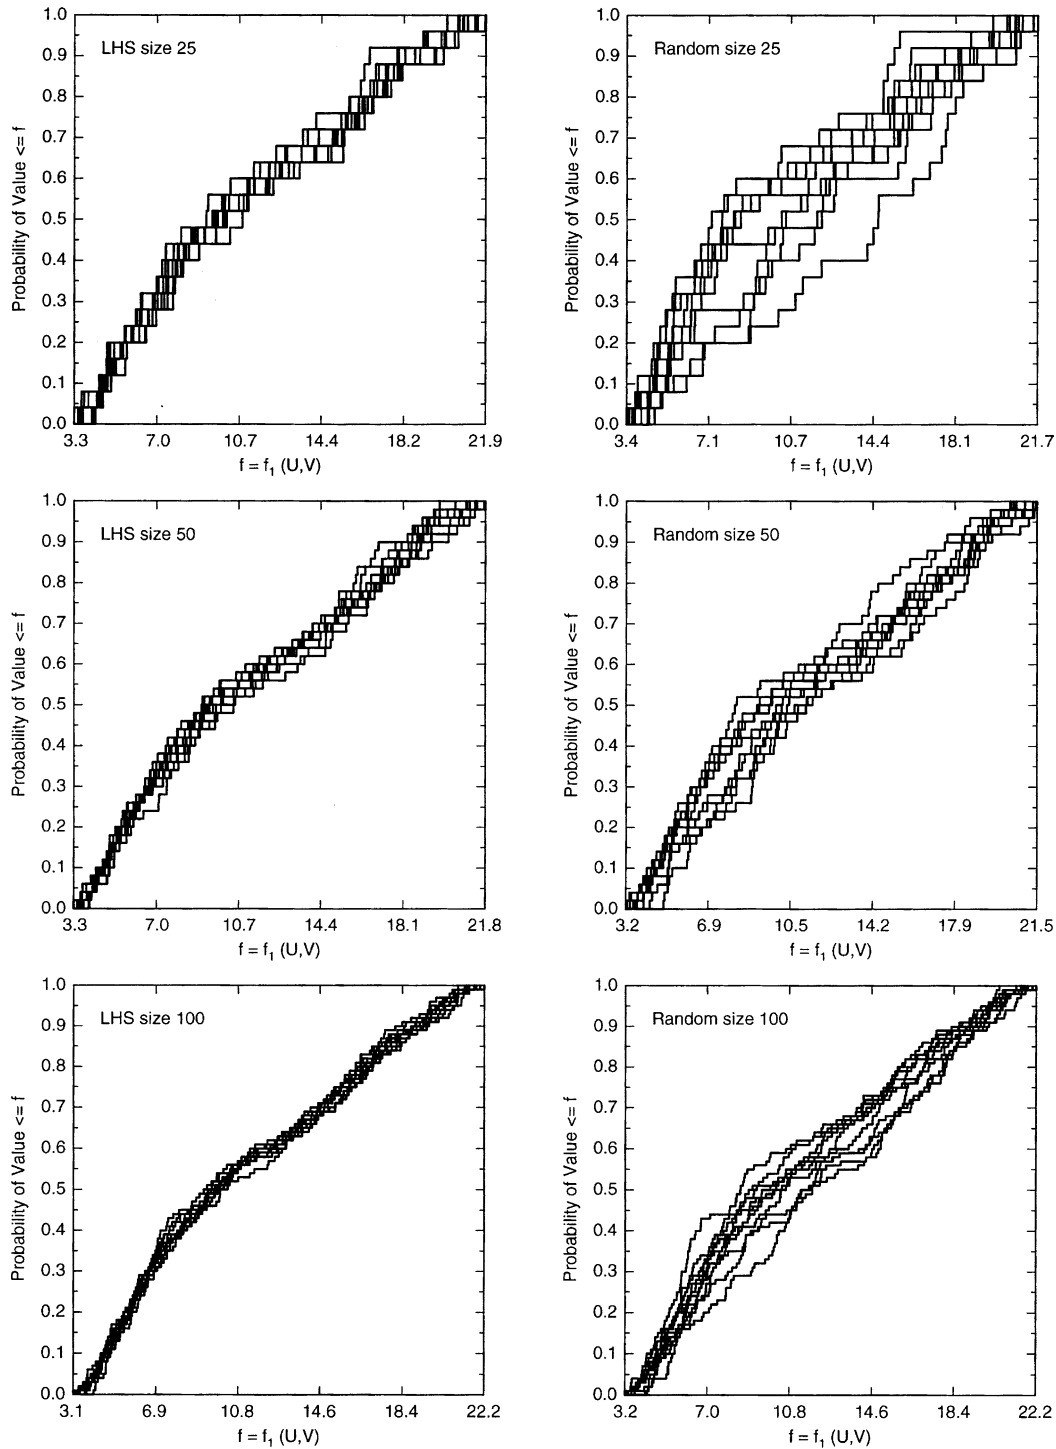 LHS size 25
Probability of Value <= f
1.0
0.9
0.8
0.7
0.6
0.5
0.4
0.3
0.2
0.1
0.0
3.3 7.0 10.7 14.4 18.2 21.9
f = f1 (U,V)
Random size 25
Probability of Value <= f
1.0
0.9
0.8
0.7
0.6
0.5
0.4
0.3
0.2
0.1
0.0
3.4 7.1 10.7 14.4 18.1 21.7
f = f1 (U,V)
LHS size 50
Probability of Value <= f
1.0
0.9
0.8
0.7
0.6
0.5
0.4
0.3
0.2
0.1
0.0
3.3 7.0 10.7 14.4 18.1 21.8
f = f1 (U,V)
Random size 50
Probability of Value <= f
1.0
0.9
0.8
0.7
0.6
0.5
0.4
0.3
0.2
0.1
0.0
3.2 6.9 10.5 14.2 17.9 21.5
f = f1 (U,V)
LHS size 100
Probability of Value <= f
1.0
0.9
0.8
0.7
0.6
0.5
0.4
0.3
0.2
0.1
0.0
3.1 6.9 10.8 14.6 18.4 22.2
f = f1 (U,V)
Random size 100
Probability of Value <= f
1.0
0.9
0.8
0.7
0.6
0.5
0.4
0.3
0.2
0.1
0.0
3.2 7.0 10.8 14.6 18.4 22.2
f = f1 (U,V)